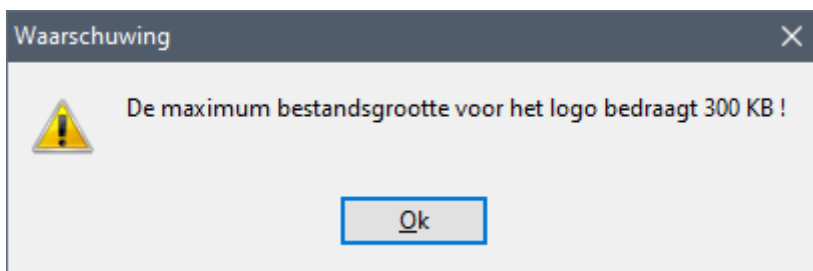 Waarschuwing
De maximum bestandsgrootte voor het logo bedraagt 300 KB !
Ok